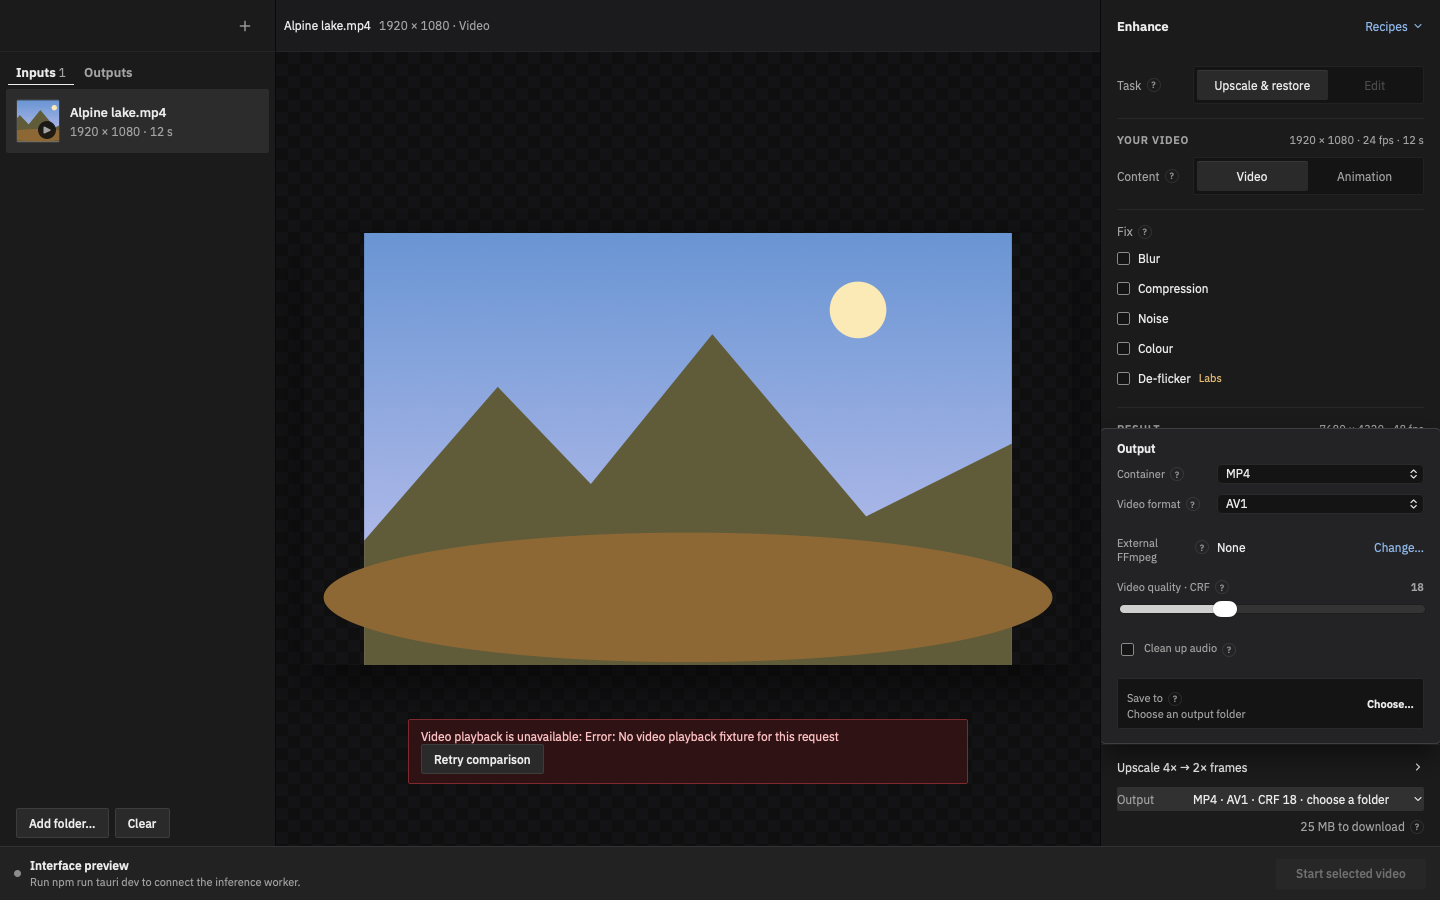 Alpine lake.mp4 1920 × 1080 · Video
Inputs 1 Outputs
Alpine lake.mp4
1920 × 1080 · 12 s
Video playback is unavailable: Error: No video playback fixture for this request
Retry comparison
Add folder... Clear
Enhance Recipes
Task ? Upscale & restore Edit
YOUR VIDEO 1920 × 1080 · 24 fps · 12 s
Content ? Video Animation
Fix ?
Blur
Compression
Noise
Colour
De-flicker Labs
Output
Container ? MP4
Video format ? AV1
External
FFmpeg ? None Change...
Video quality · CRF ? 18
Clean up audio ?
Save to ?
Choose an output folder
Choose...
Upscale 4× → 2× frames
Output MP4 · AV1 · CRF 18 · choose a folder
25 MB to download ?
Interface preview
Run npm run tauri dev to connect the inference worker.
Start selected video